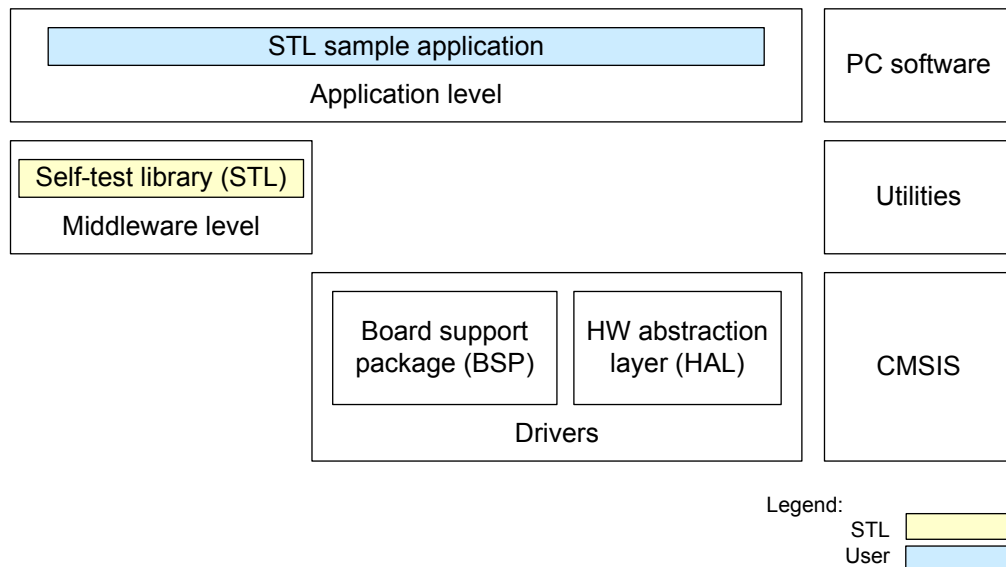 STL sample application
Application level
PC software
Self-test library (STL)
Middleware level
Utilities
Board support
package (BSP)
HW abstraction
layer (HAL)
Drivers
CMSIS
Legend:
STL
User